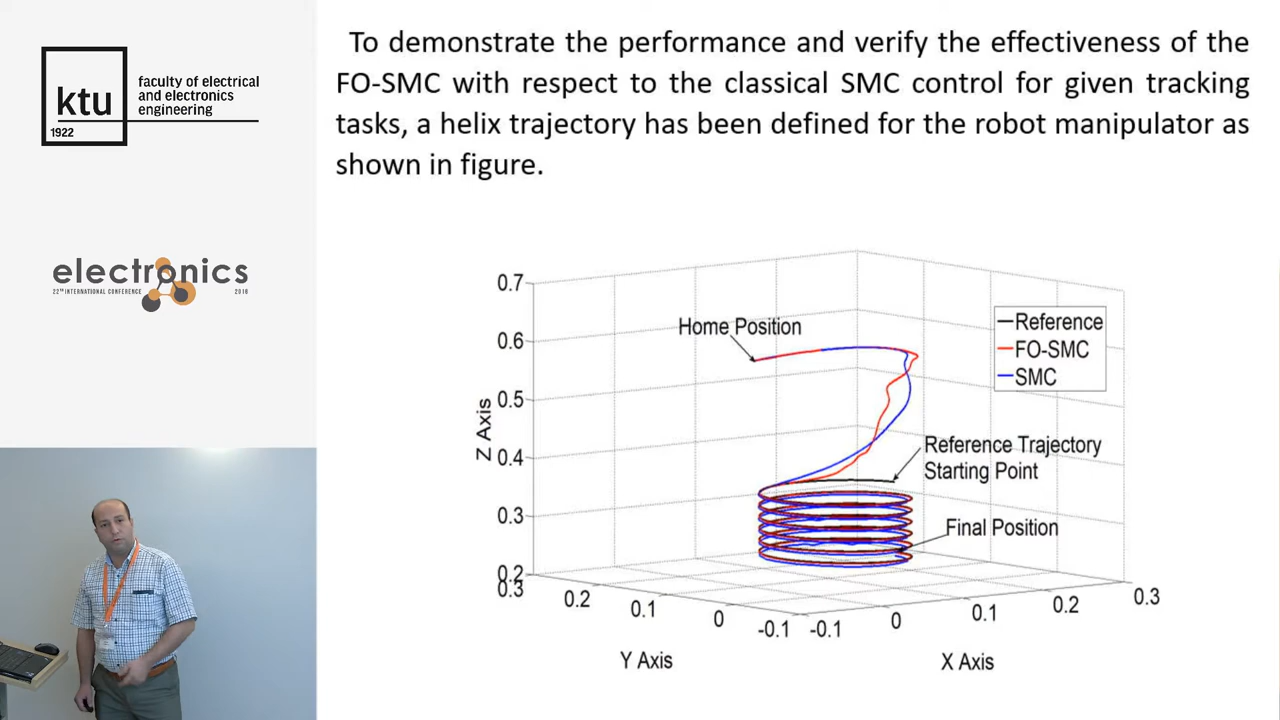 ktu
1922
faculty of electrical
and electronics
engineering
electronics
22TH INTERNATIONAL CONFERENCE 2018
To demonstrate the performance and verify the effectiveness of the
FO-SMC with respect to the classical SMC control for given tracking
tasks, a helix trajectory has been defined for the robot manipulator as
shown in figure.
0.7
0.6
0.5
0.4
0.3
0.2
Z Axis
Home Position
Reference
FO-SMC
SMC
Reference Trajectory
Starting Point
Final Position
0.3
0.2
0.1
0
-0.1
Y Axis
-0.1
0
0.1
0.2
0.3
X Axis